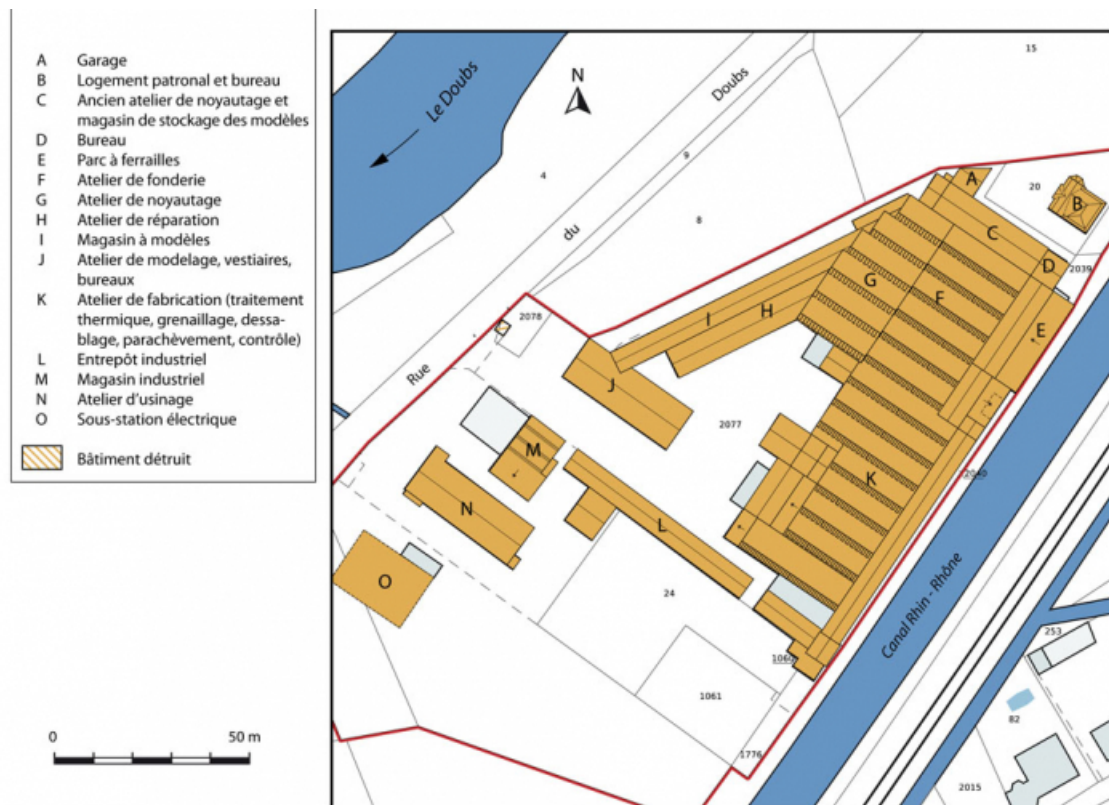 A Garage
B Logement patronal et bureau
C Ancien atelier de noyautage et
magasin de stockage des modèles
D Bureau
E Parc à ferrailles
F Atelier de fonderie
G Atelier de noyautage
H Atelier de réparation
I Magasin à modèles
J Atelier de modelage, vestiaires,
bureaux
K Atelier de fabrication (traitement
thermique, grenaillage, dessa-
blage, parachèvement, contrôle)
L Entrepôt industriel
M Magasin industriel
N Atelier d'usinage
O Sous-station électrique
Bâtiment détruit
0 50 m
Le Doubs
N
15
Doubs
9
4
du
8
Rue
2078
A
20
B
C
D
2039
G
F
E
I
H
J
2077
M
K
2040
N
L
O
24
Canal Rhin - Rhône
1060
1061
1776
253
82
2015